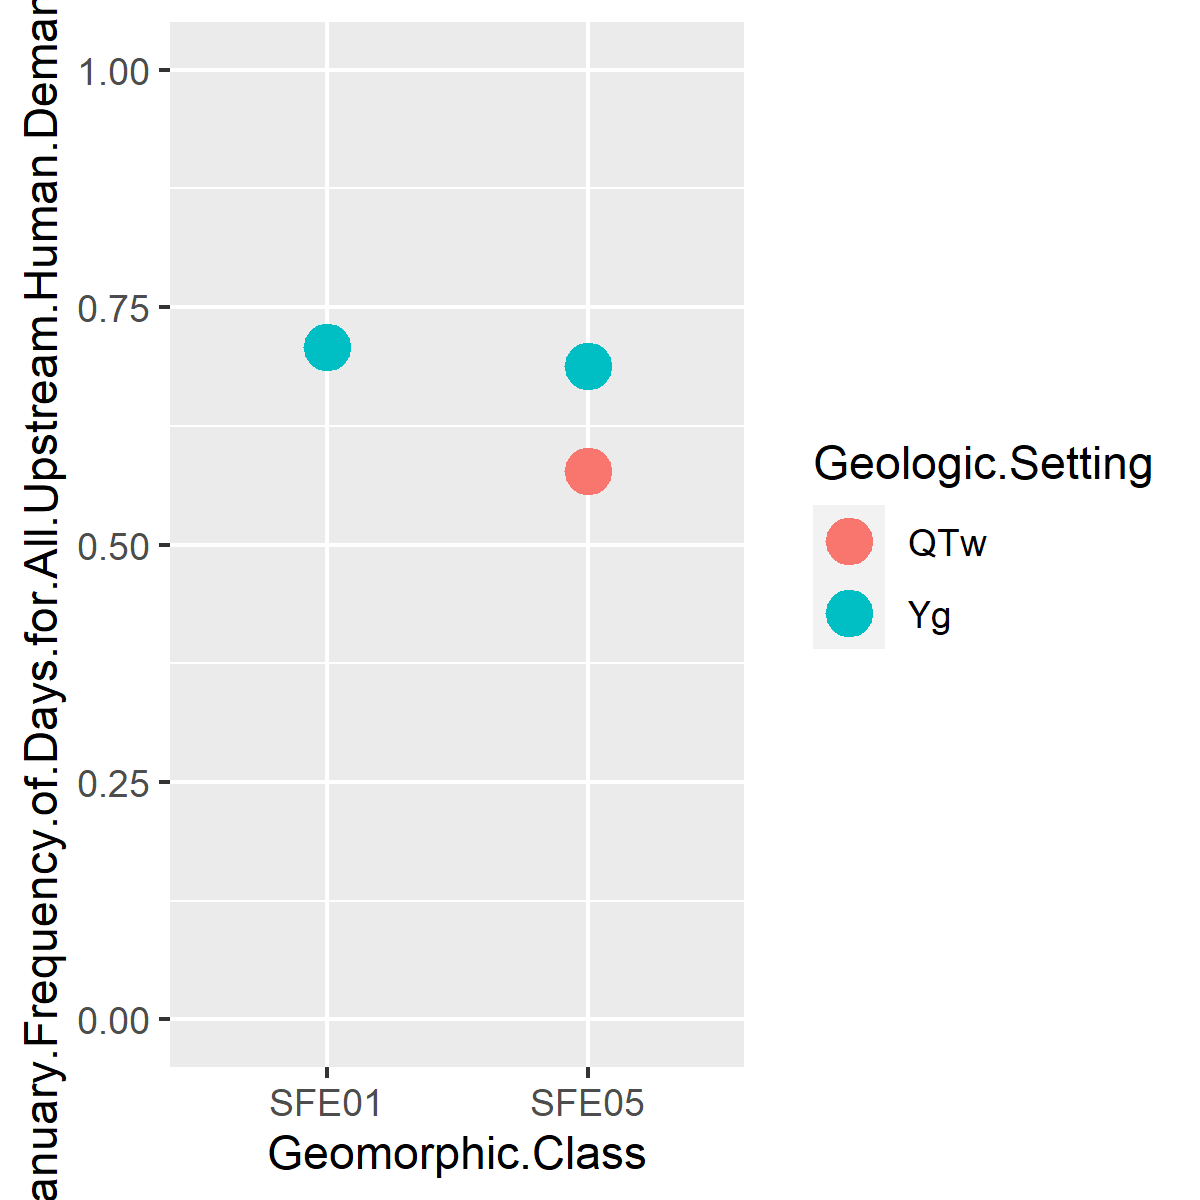 anuary.Frequency.of.Days.for.All.Upstream.Human.Deman
1.00
0.75
0.50
0.25
0.00
SFE01 SFE05
Geomorphic.Class
Geologic.Setting
QTw
Yg